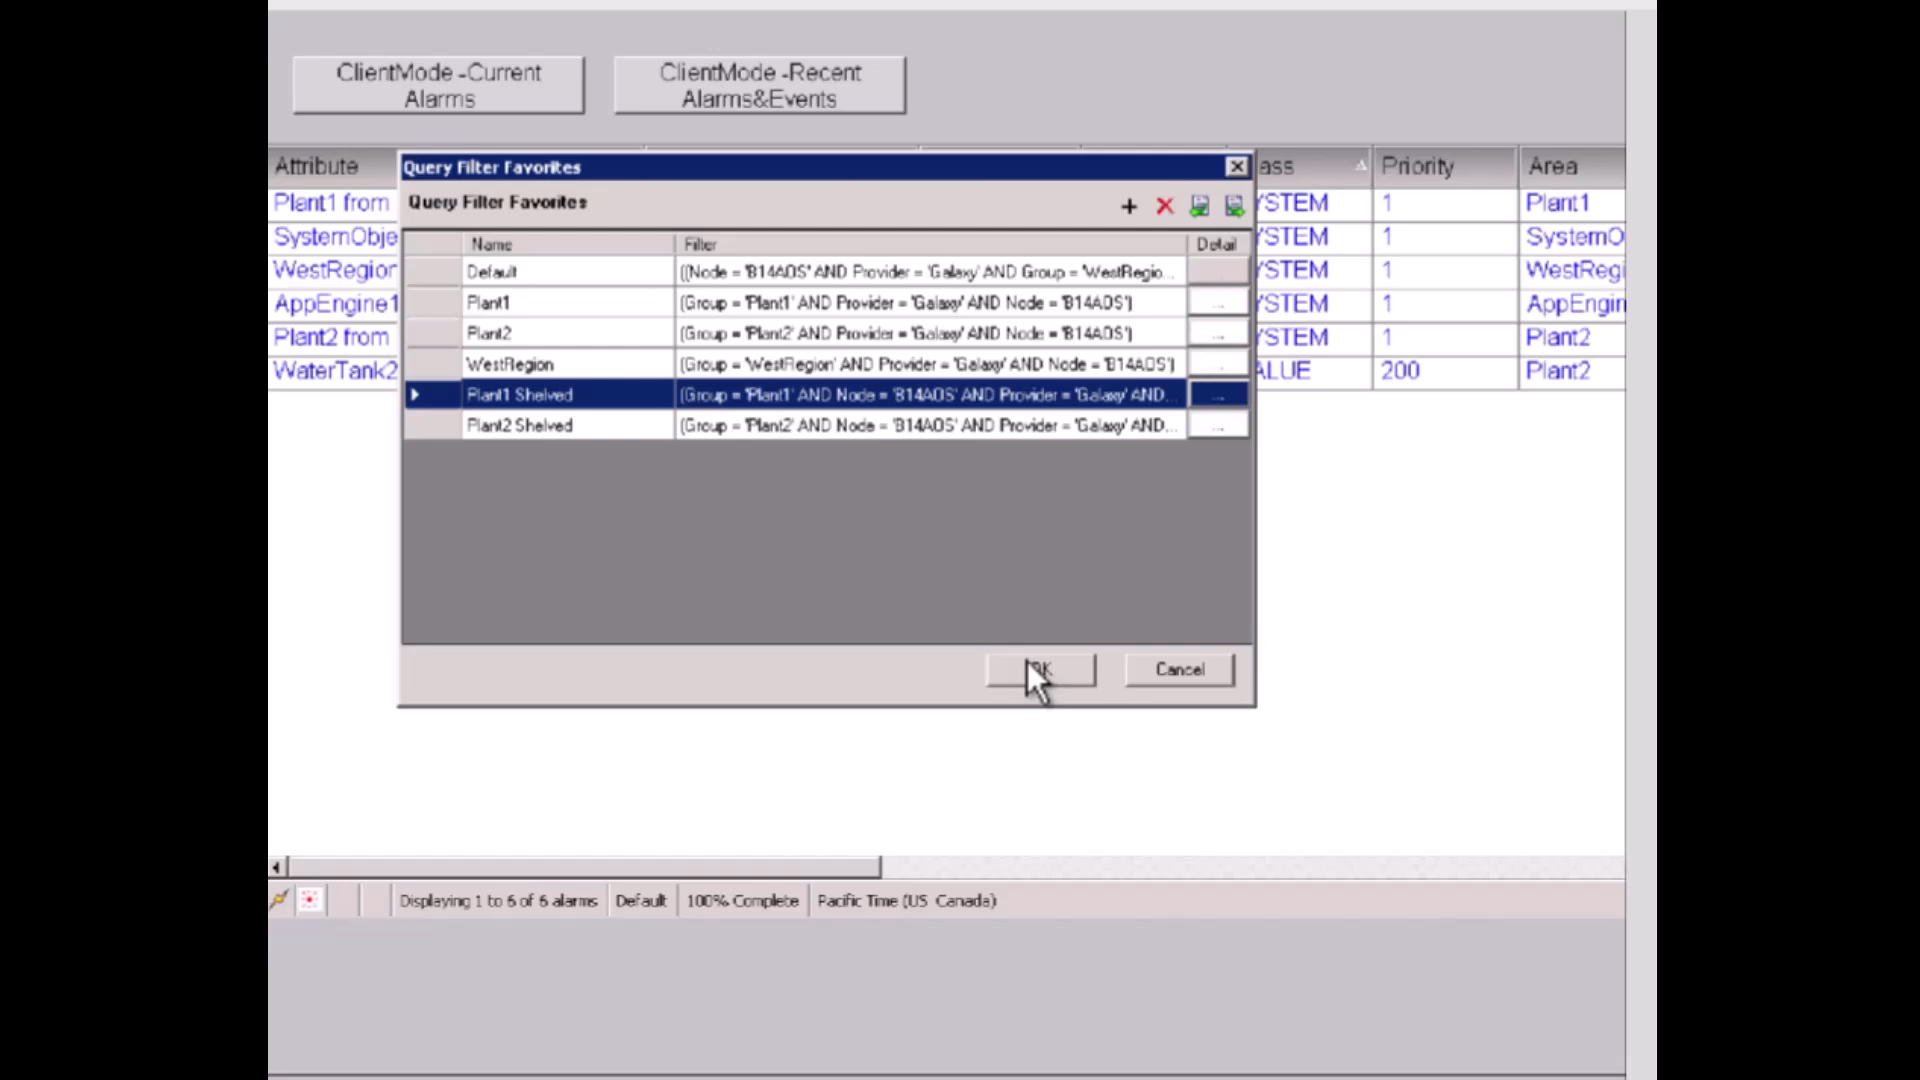 ClientMode -Current
Alarms
ClientMode -Recent
Alarms&Events
Attribute
Query Filter Favorites
ass
Priority
Area
Query Filter Favorites
Name
Filter
Detail
Default
((Node = 'B14AOS' AND Provider = 'Galaxy' AND Group = 'WestRegio...
Plant1
(Group = 'Plant1' AND Provider = 'Galaxy' AND Node = 'B14AOS')
...
Plant2
(Group = 'Plant2' AND Provider = 'Galaxy' AND Node = 'B14AOS')
...
WestRegion
(Group = 'WestRegion' AND Provider = 'Galaxy' AND Node = 'B14AOS')
...
Plant1 Shelved
(Group = 'Plant1' AND Node = 'B14AOS' AND Provider = 'Galaxy' AND...
...
Plant2 Shelved
(Group = 'Plant2' AND Node = 'B14AOS' AND Provider = 'Galaxy' AND...
...
Plant1 from
YSTEM
1
Plant1
SystemObje
YSTEM
1
SystemO
WestRegion
YSTEM
1
WestRegi
AppEngine1
YSTEM
1
AppEngin
Plant2 from
YSTEM
1
Plant2
WaterTank2
ALUE
200
Plant2
Cancel
Displaying 1 to 6 of 6 alarms
Default
100% Complete
Pacific Time (US Canada)